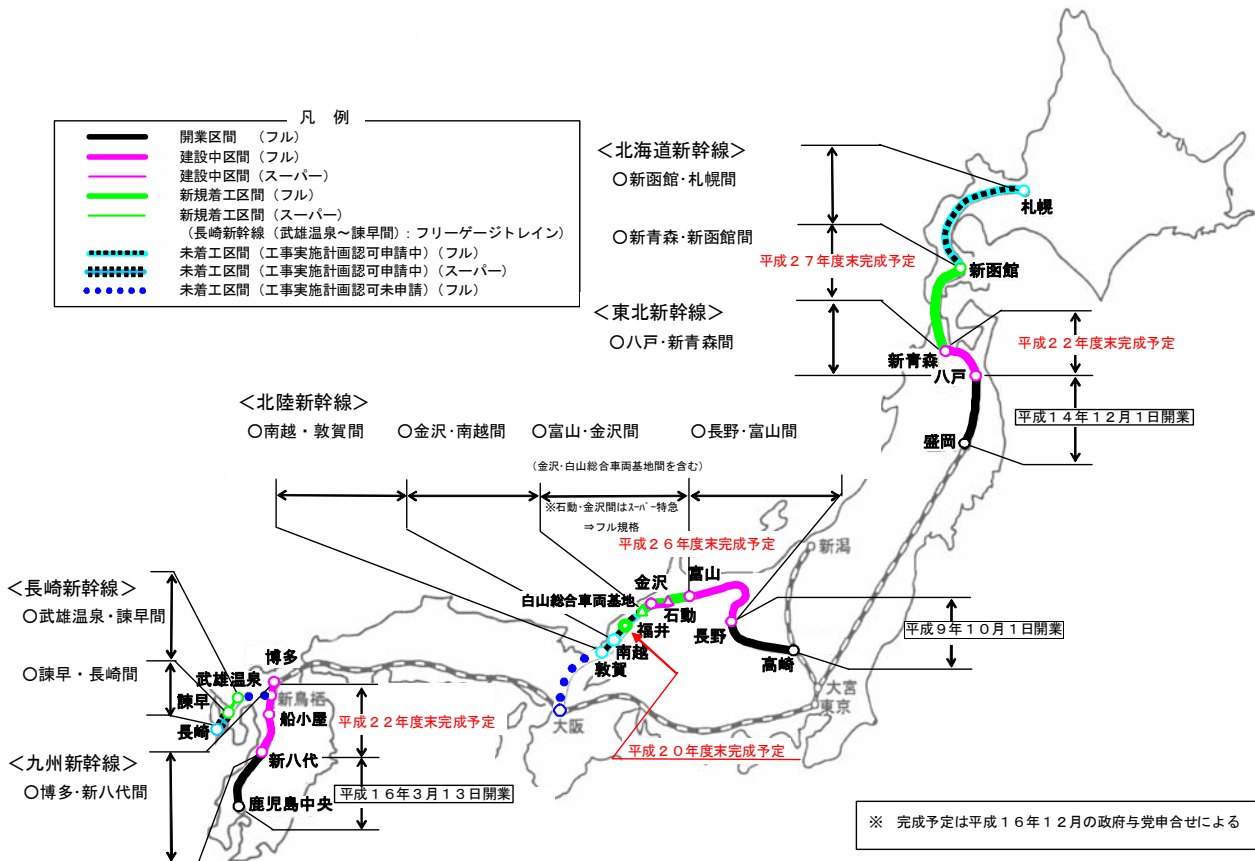 凡 例
開業区間 (フル)
建設中区間(フル)
建設中区間(スーパー)
新規着工区間(フル)
新規着工区間(スーパー)
(長崎新幹線(武雄温泉～諫早間):フリーゲージトレイン)
未着工区間(工事実施計画認可申請中)(フル)
未着工区間(工事実施計画認可申請中)(スーパー)
未着工区間(工事実施計画認可未申請)(フル)
＜北海道新幹線＞
○新函館・札幌間
○新青森・新函館間
平成２７年度末完成予定
＜東北新幹線＞
○八戸・新青森間
札幌
新函館
新青森
八戸
盛岡
平成２２年度末完成予定
平成14年12月1日開業
＜北陸新幹線＞
○南越・敦賀間
○金沢・南越間
○富山・金沢間
○長野・富山間
(金沢・白山総合車両基地間を含む)
※石動・金沢間はｽｰﾊﾟｰ特急
⇒フル規格
平成２６年度末完成予定
新潟
富山
金沢
白山総合車両基地
石動
福井
南越
敦賀
長野
高崎
平成9年10月1日開業
大宮
東京
大阪
平成２０年度末完成予定
＜長崎新幹線＞
○武雄温泉・諫早間
○諫早・長崎間
博多
武雄温泉
新鳥栖
諫早
船小屋
長崎
平成２２年度末完成予定
＜九州新幹線＞
○博多・新八代間
新八代
鹿児島中央
平成16年3月13日開業
※ 完成予定は平成１６年１２月の政府与党申合せによる